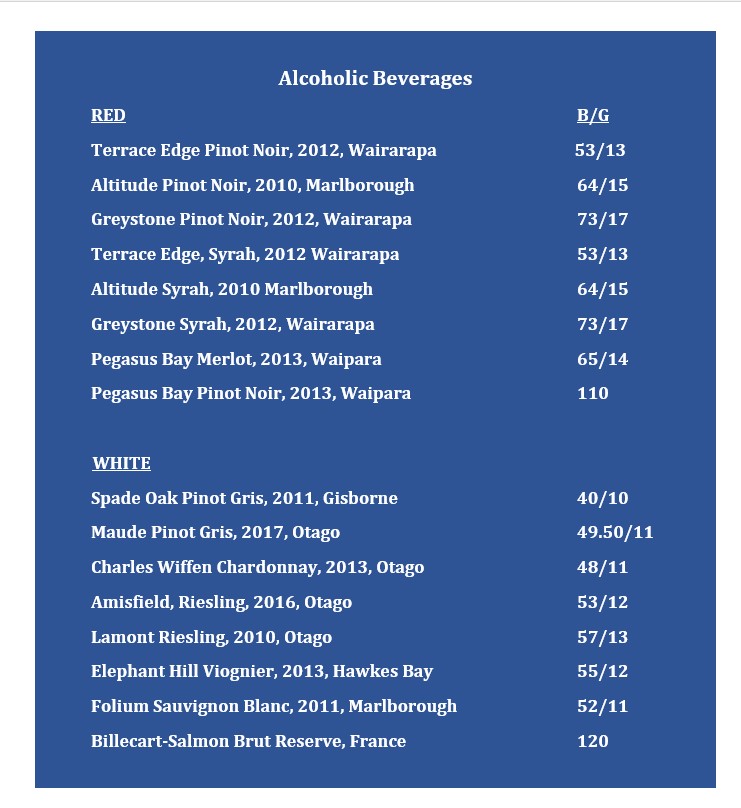 Alcoholic Beverages
RED B/G
Terrace Edge Pinot Noir, 2012, Wairarapa 53/13
Altitude Pinot Noir, 2010, Marlborough 64/15
Greystone Pinot Noir, 2012, Wairarapa 73/17
Terrace Edge, Syrah, 2012 Wairarapa 53/13
Altitude Syrah, 2010 Marlborough 64/15
Greystone Syrah, 2012, Wairarapa 73/17
Pegasus Bay Merlot, 2013, Waipara 65/14
Pegasus Bay Pinot Noir, 2013, Waipara 110
WHITE
Spade Oak Pinot Gris, 2011, Gisborne 40/10
Maude Pinot Gris, 2017, Otago 49.50/11
Charles Wiffen Chardonnay, 2013, Otago 48/11
Amisfield, Riesling, 2016, Otago 53/12
Lamont Riesling, 2010, Otago 57/13
Elephant Hill Viognier, 2013, Hawkes Bay 55/12
Folium Sauvignon Blanc, 2011, Marlborough 52/11
Billecart-Salmon Brut Reserve, France 120